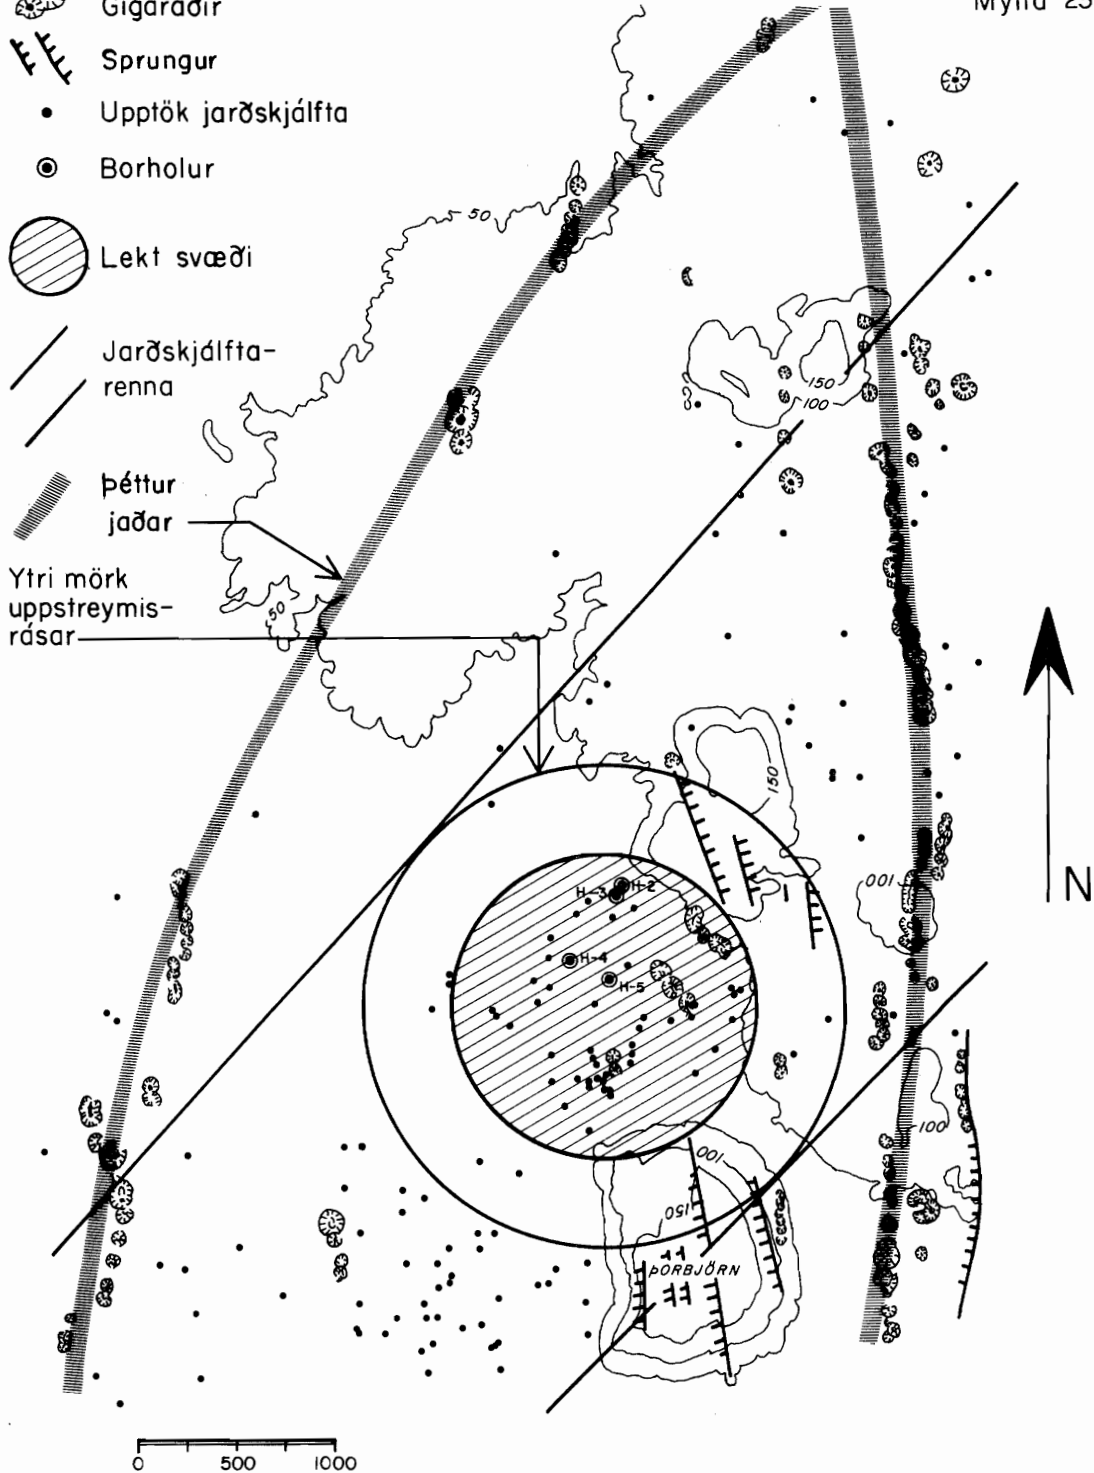 Gígaraðir
Mynd 25
Sprungur
Upptök jarðskjálfta
Borholur
Lekt svæði
Jarðskjálfta-
renna
Þéttur
jaðar
Ytri mörk
uppstreymis-
rásar
50
150
100
50
150
H-3
H-2
H-4
H-5
100
N
100
100
150
ÞORBJÖRN
0 500 1000